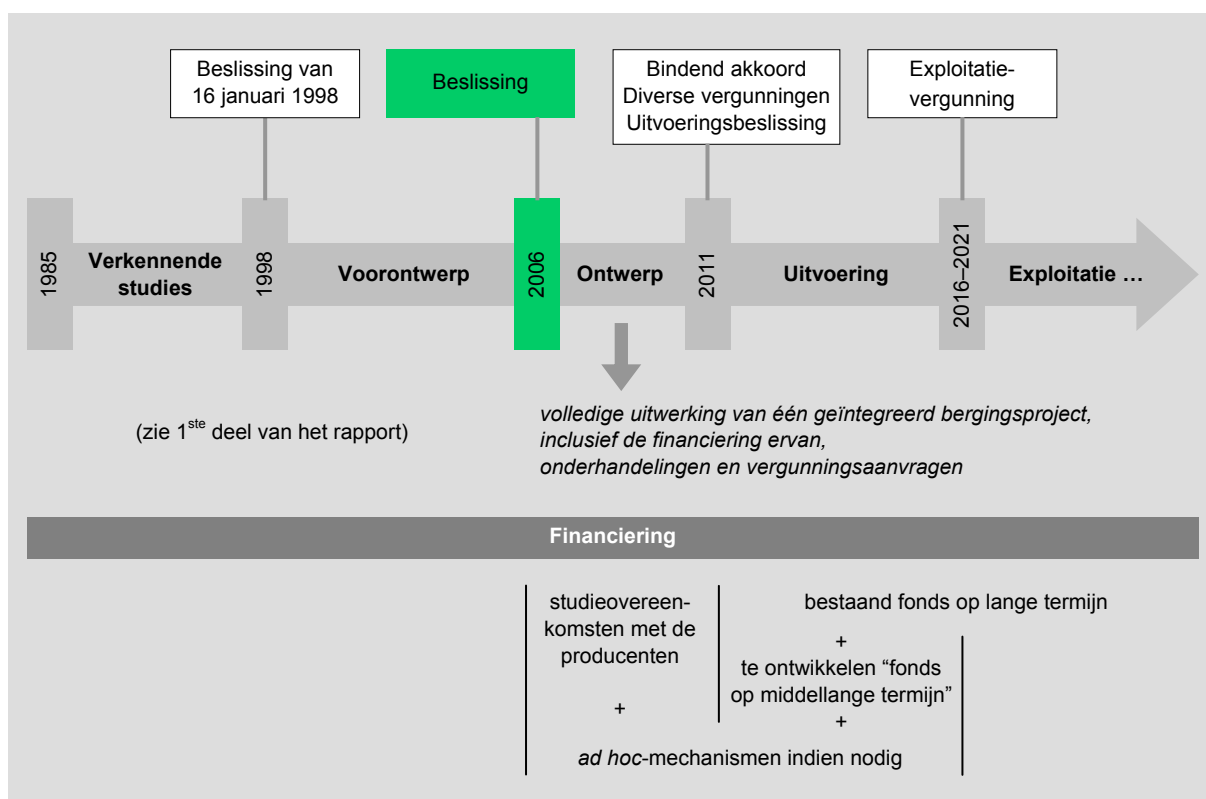 Beslissing van
16 januari 1998
Beslissing
Bindend akkoord
Diverse vergunningen
Uitvoeringsbeslissing
Exploitatie-
vergunning
1985
Verkennende
studies
1998
Voorontwerp
2006
Ontwerp
2011
Uitvoering
2016–2021
Exploitatie …
(zie 1ste deel van het rapport)
volledige uitwerking van één geïntegreerd bergingsproject,
inclusief de financiering ervan,
onderhandelingen en vergunningsaanvragen
Financiering
studieovereen-
komsten met de
producenten
+
bestaand fonds op lange termijn
+
te ontwikkelen “fonds
op middellange termijn”
+
ad hoc-mechanismen indien nodig